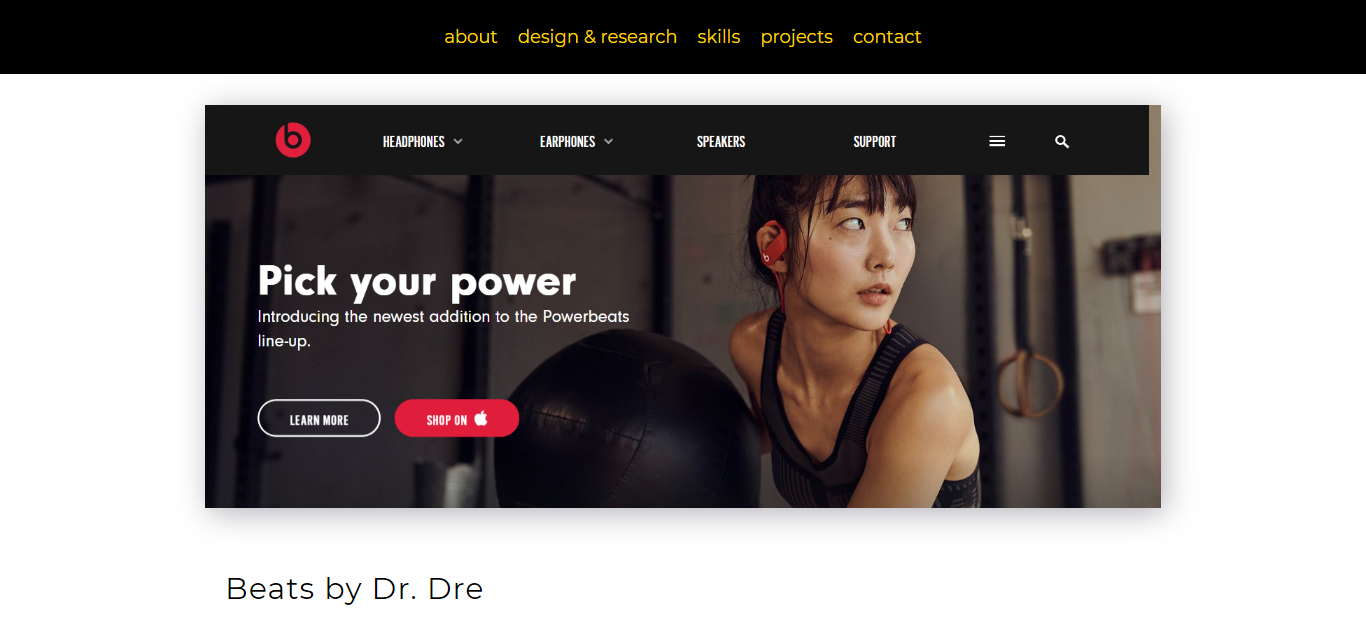 about design & research skills projects contact
b HEADPHONES EARPHONES SPEAKERS SUPPORT
Pick your power
Introducing the newest addition to the Powerbeats
line-up.
LEARN MORE SHOP ON
Beats by Dr. Dre